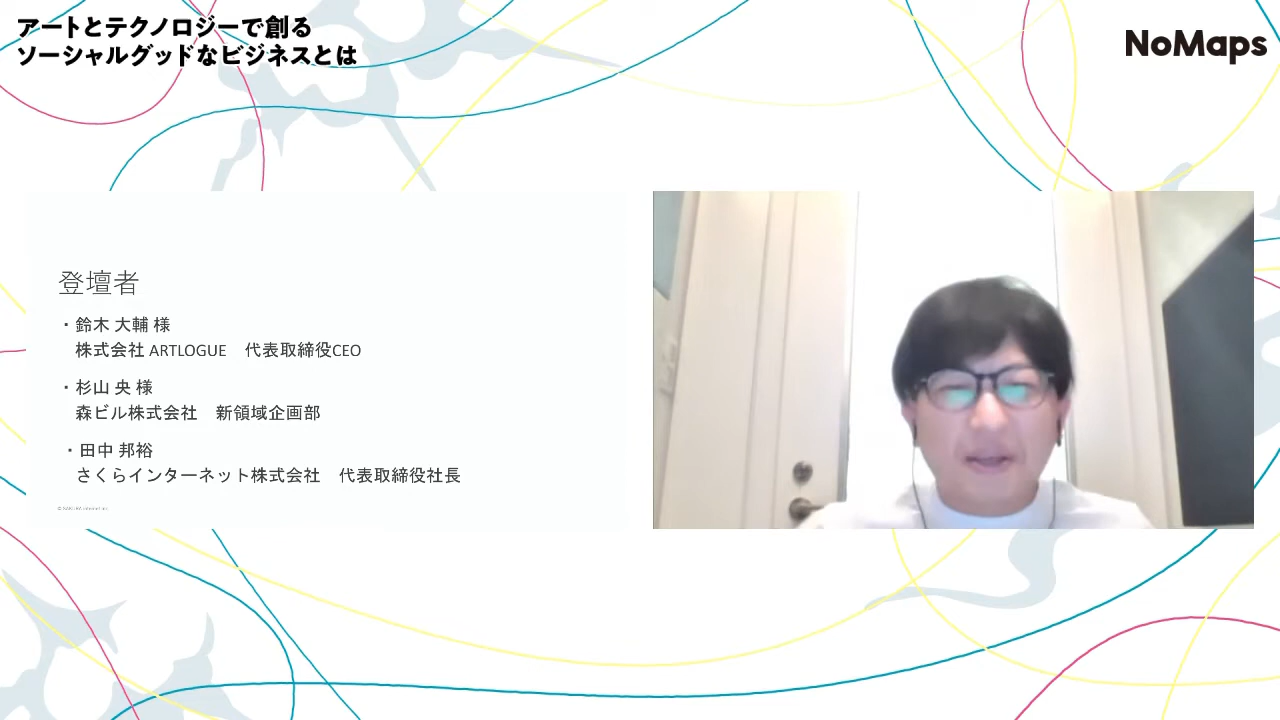 アートとテクノロジーで創る
ソーシャルグッドなビジネスとは
NoMaps
登壇者
・鈴木 大輔 様
株式会社 ARTLOGUE　代表取締役CEO
・杉山 央 様
森ビル株式会社　新領域企画部
・田中 邦裕
さくらインターネット株式会社　代表取締役社長
© SAKURA internet Inc.